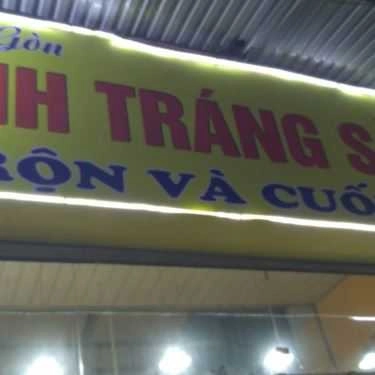 Gòn
NH TRÁNG S
RỘN VÀ CUỐ